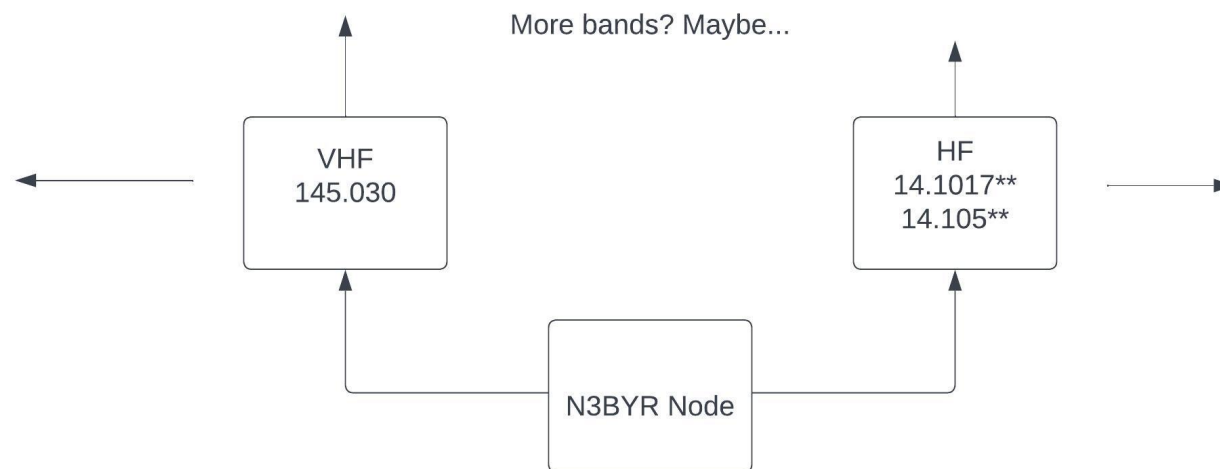 More bands? Maybe...
VHF
145.030
HF
14.1017**
14.105**
N3BYR Node